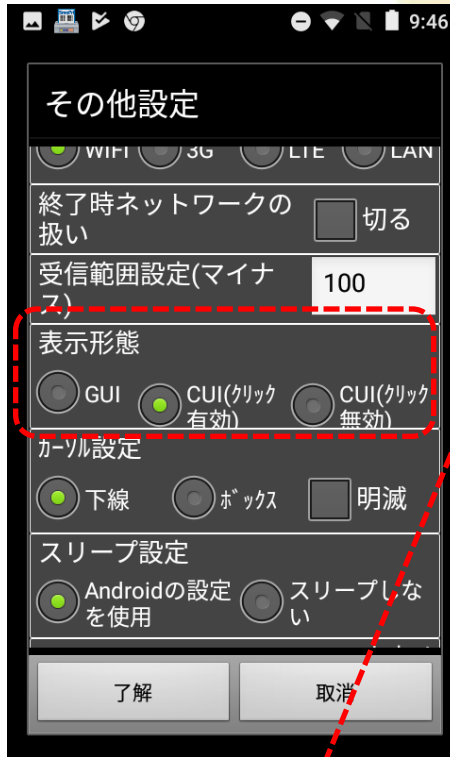 9:46
その他設定
WIFI 3G LTE LAN
終了時ネットワークの
扱い
切る
受信範囲設定(マイナ
ス)
100
表示形態
GUI
CUI(ｸﾘｯｸ
有効)
CUI(ｸﾘｯｸ
無効)
ｶｰｿﾙ設定
下線 ﾎﾞｯｸｽ 明滅
スリープ設定
Androidの設定
を使用
スリープしな
い
了解 取消